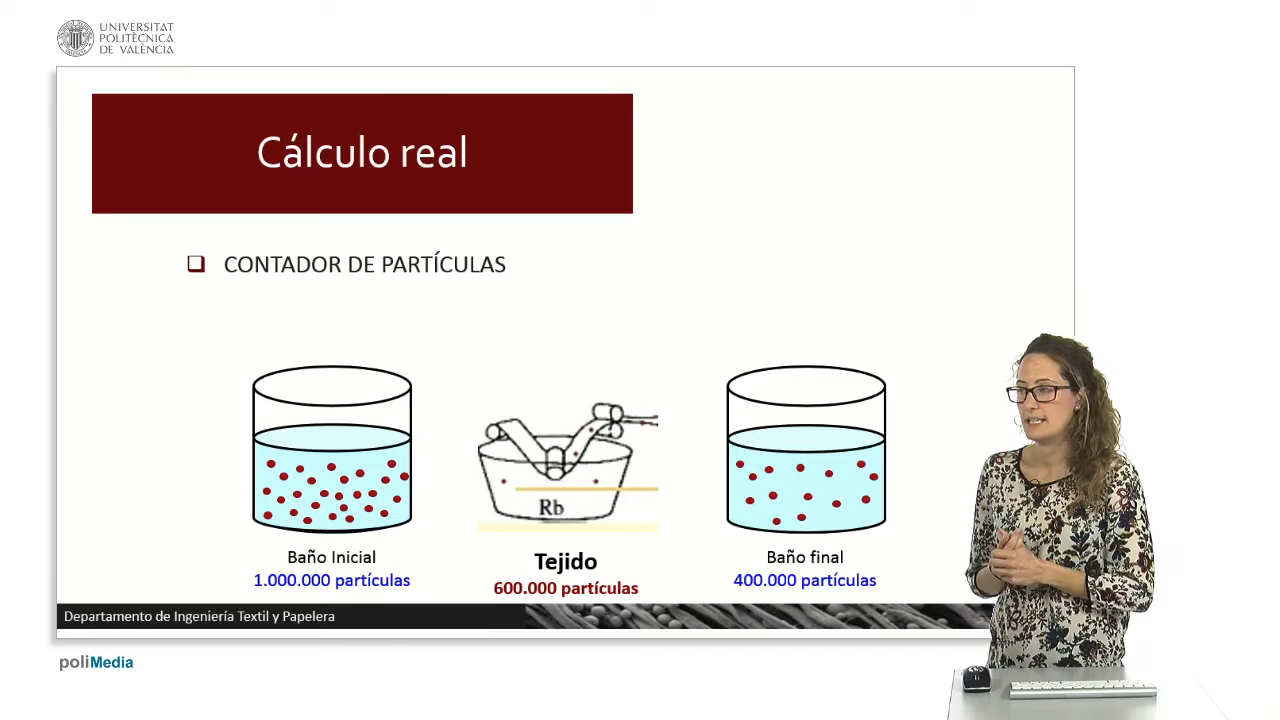 UNIVERSITAT
POLITÈCNICA
DE VALÈNCIA
Cálculo real
CONTADOR DE PARTÍCULAS
Rb
Baño Inicial
1.000.000 partículas
Tejido
600.000 partículas
Baño final
400.000 partículas
Departamento de Ingeniería Textil y Papelera
poliMedia